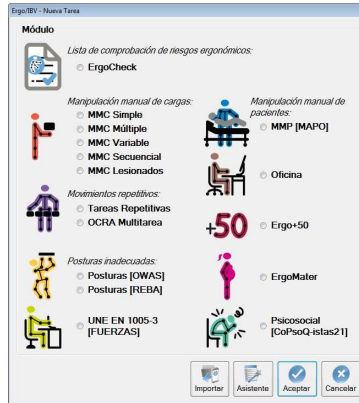 Ergo/IBV - Nueva Tarea
Módulo
Lista de comprobación de riesgos ergonómicos:
ErgoCheck
Manipulación manual de cargas:
MMC Simple
MMC Múltiple
MMC Variable
MMC Secuencial
MMC Lesionados
Movimientos repetitivos:
Tareas Repetitivas
OCRA Multitarea
Posturas inadecuadas:
Posturas [OWAS]
Posturas [REBA]
UNE EN 1005-3
[FUERZAS]
Manipulación manual de
pacientes:
MMP [MAPO]
Oficina
+50
Ergo+50
ErgoMater
Psicosocial
[CoPsoQ-istas21]
Importar
Asistente
Aceptar
Cancelar